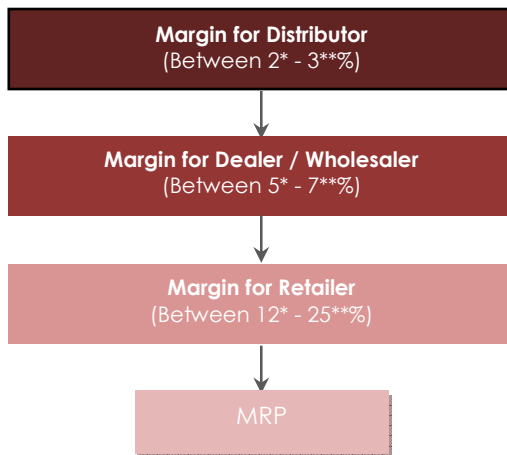 Margin for Distributor
(Between 2* - 3**%)
Margin for Dealer / Wholesaler
(Between 5* - 7**%)
Margin for Retailer
(Between 12* - 25**%)
MRP